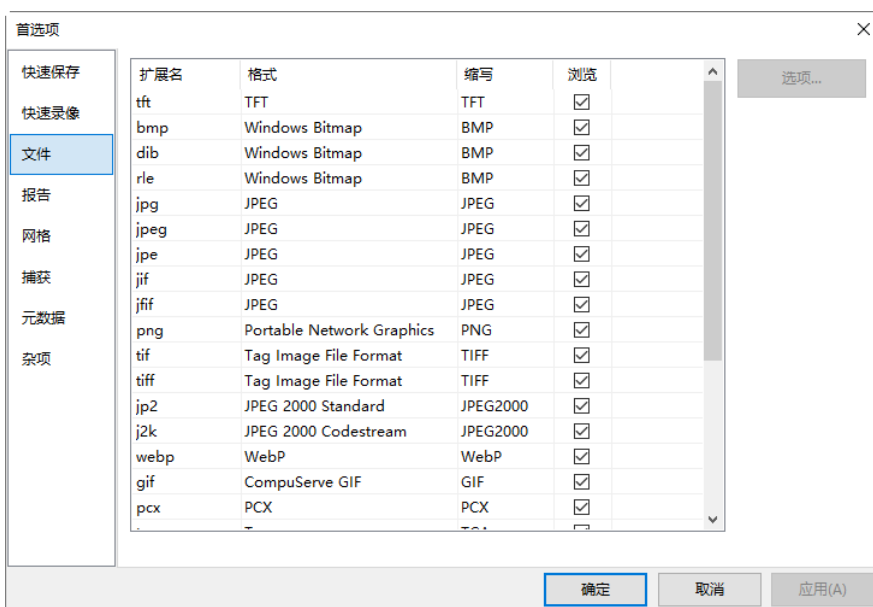 首选项
快速保存
快速录像
文件
报告
网格
捕获
元数据
杂项
扩展名 格式 缩写 浏览
tft TFT TFT
bmp Windows Bitmap BMP
dib Windows Bitmap BMP
rle Windows Bitmap BMP
jpg JPEG JPEG
jpeg JPEG JPEG
jpe JPEG JPEG
jif JPEG JPEG
jfif JPEG JPEG
png Portable Network Graphics PNG
tif Tag Image File Format TIFF
tiff Tag Image File Format TIFF
jp2 JPEG 2000 Standard JPEG2000
j2k JPEG 2000 Codestream JPEG2000
webp WebP WebP
gif CompuServe GIF GIF
pcx PCX PCX
选项...
确定 取消 应用(A)